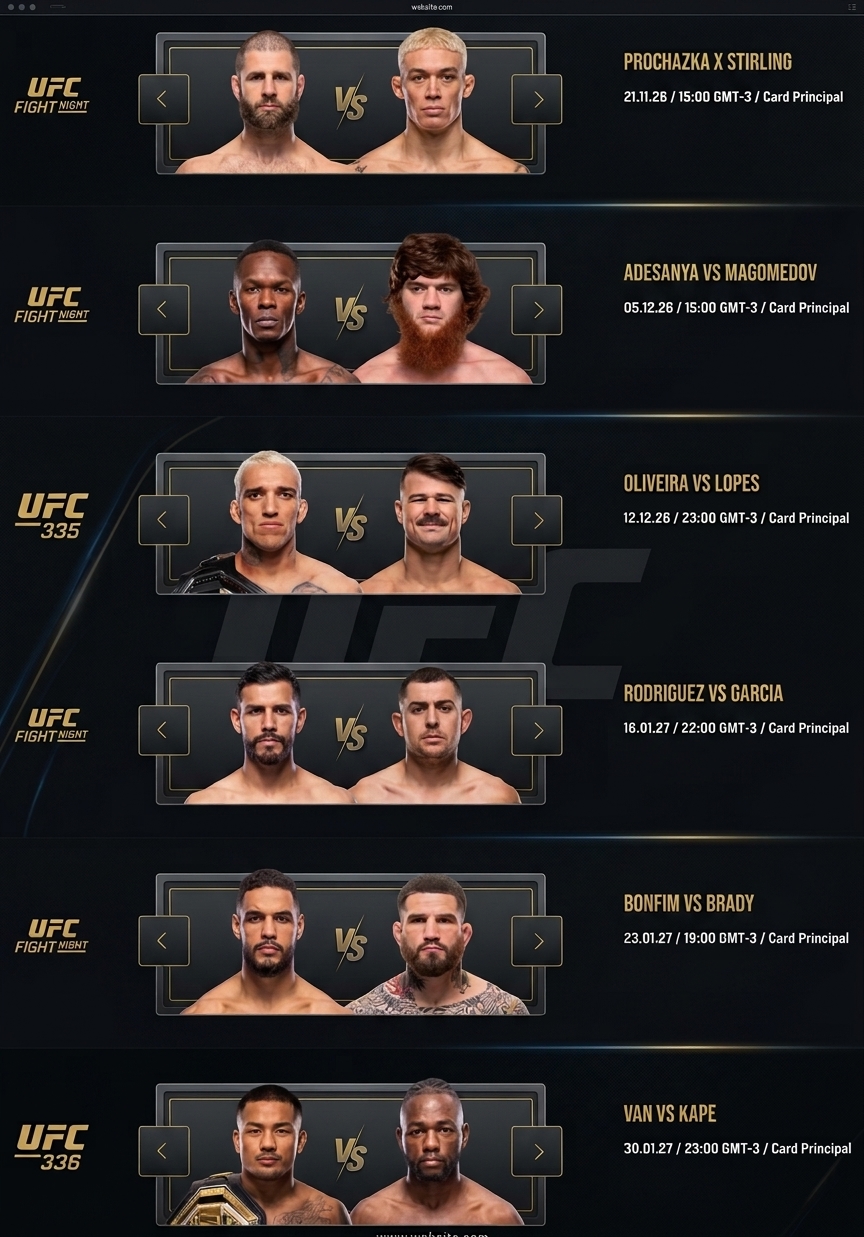 website.com
UFC
FIGHT NIGHT
VS
PROCHAZKA X STIRLING
21.11.26 / 15:00 GMT-3 / Card Principal
UFC
FIGHT NIGHT
VS
ADESANYA VS MAGOMEDOV
05.12.26 / 15:00 GMT-3 / Card Principal
UFC
335
VS
OLIVEIRA VS LOPES
12.12.26 / 23:00 GMT-3 / Card Principal
UFC
UFC
FIGHT NIGHT
VS
RODRIGUEZ VS GARCIA
16.01.27 / 22:00 GMT-3 / Card Principal
UFC
FIGHT NIGHT
VS
BONFIM VS BRADY
23.01.27 / 19:00 GMT-3 / Card Principal
UFC
336
VS
VAN VS KAPE
30.01.27 / 23:00 GMT-3 / Card Principal